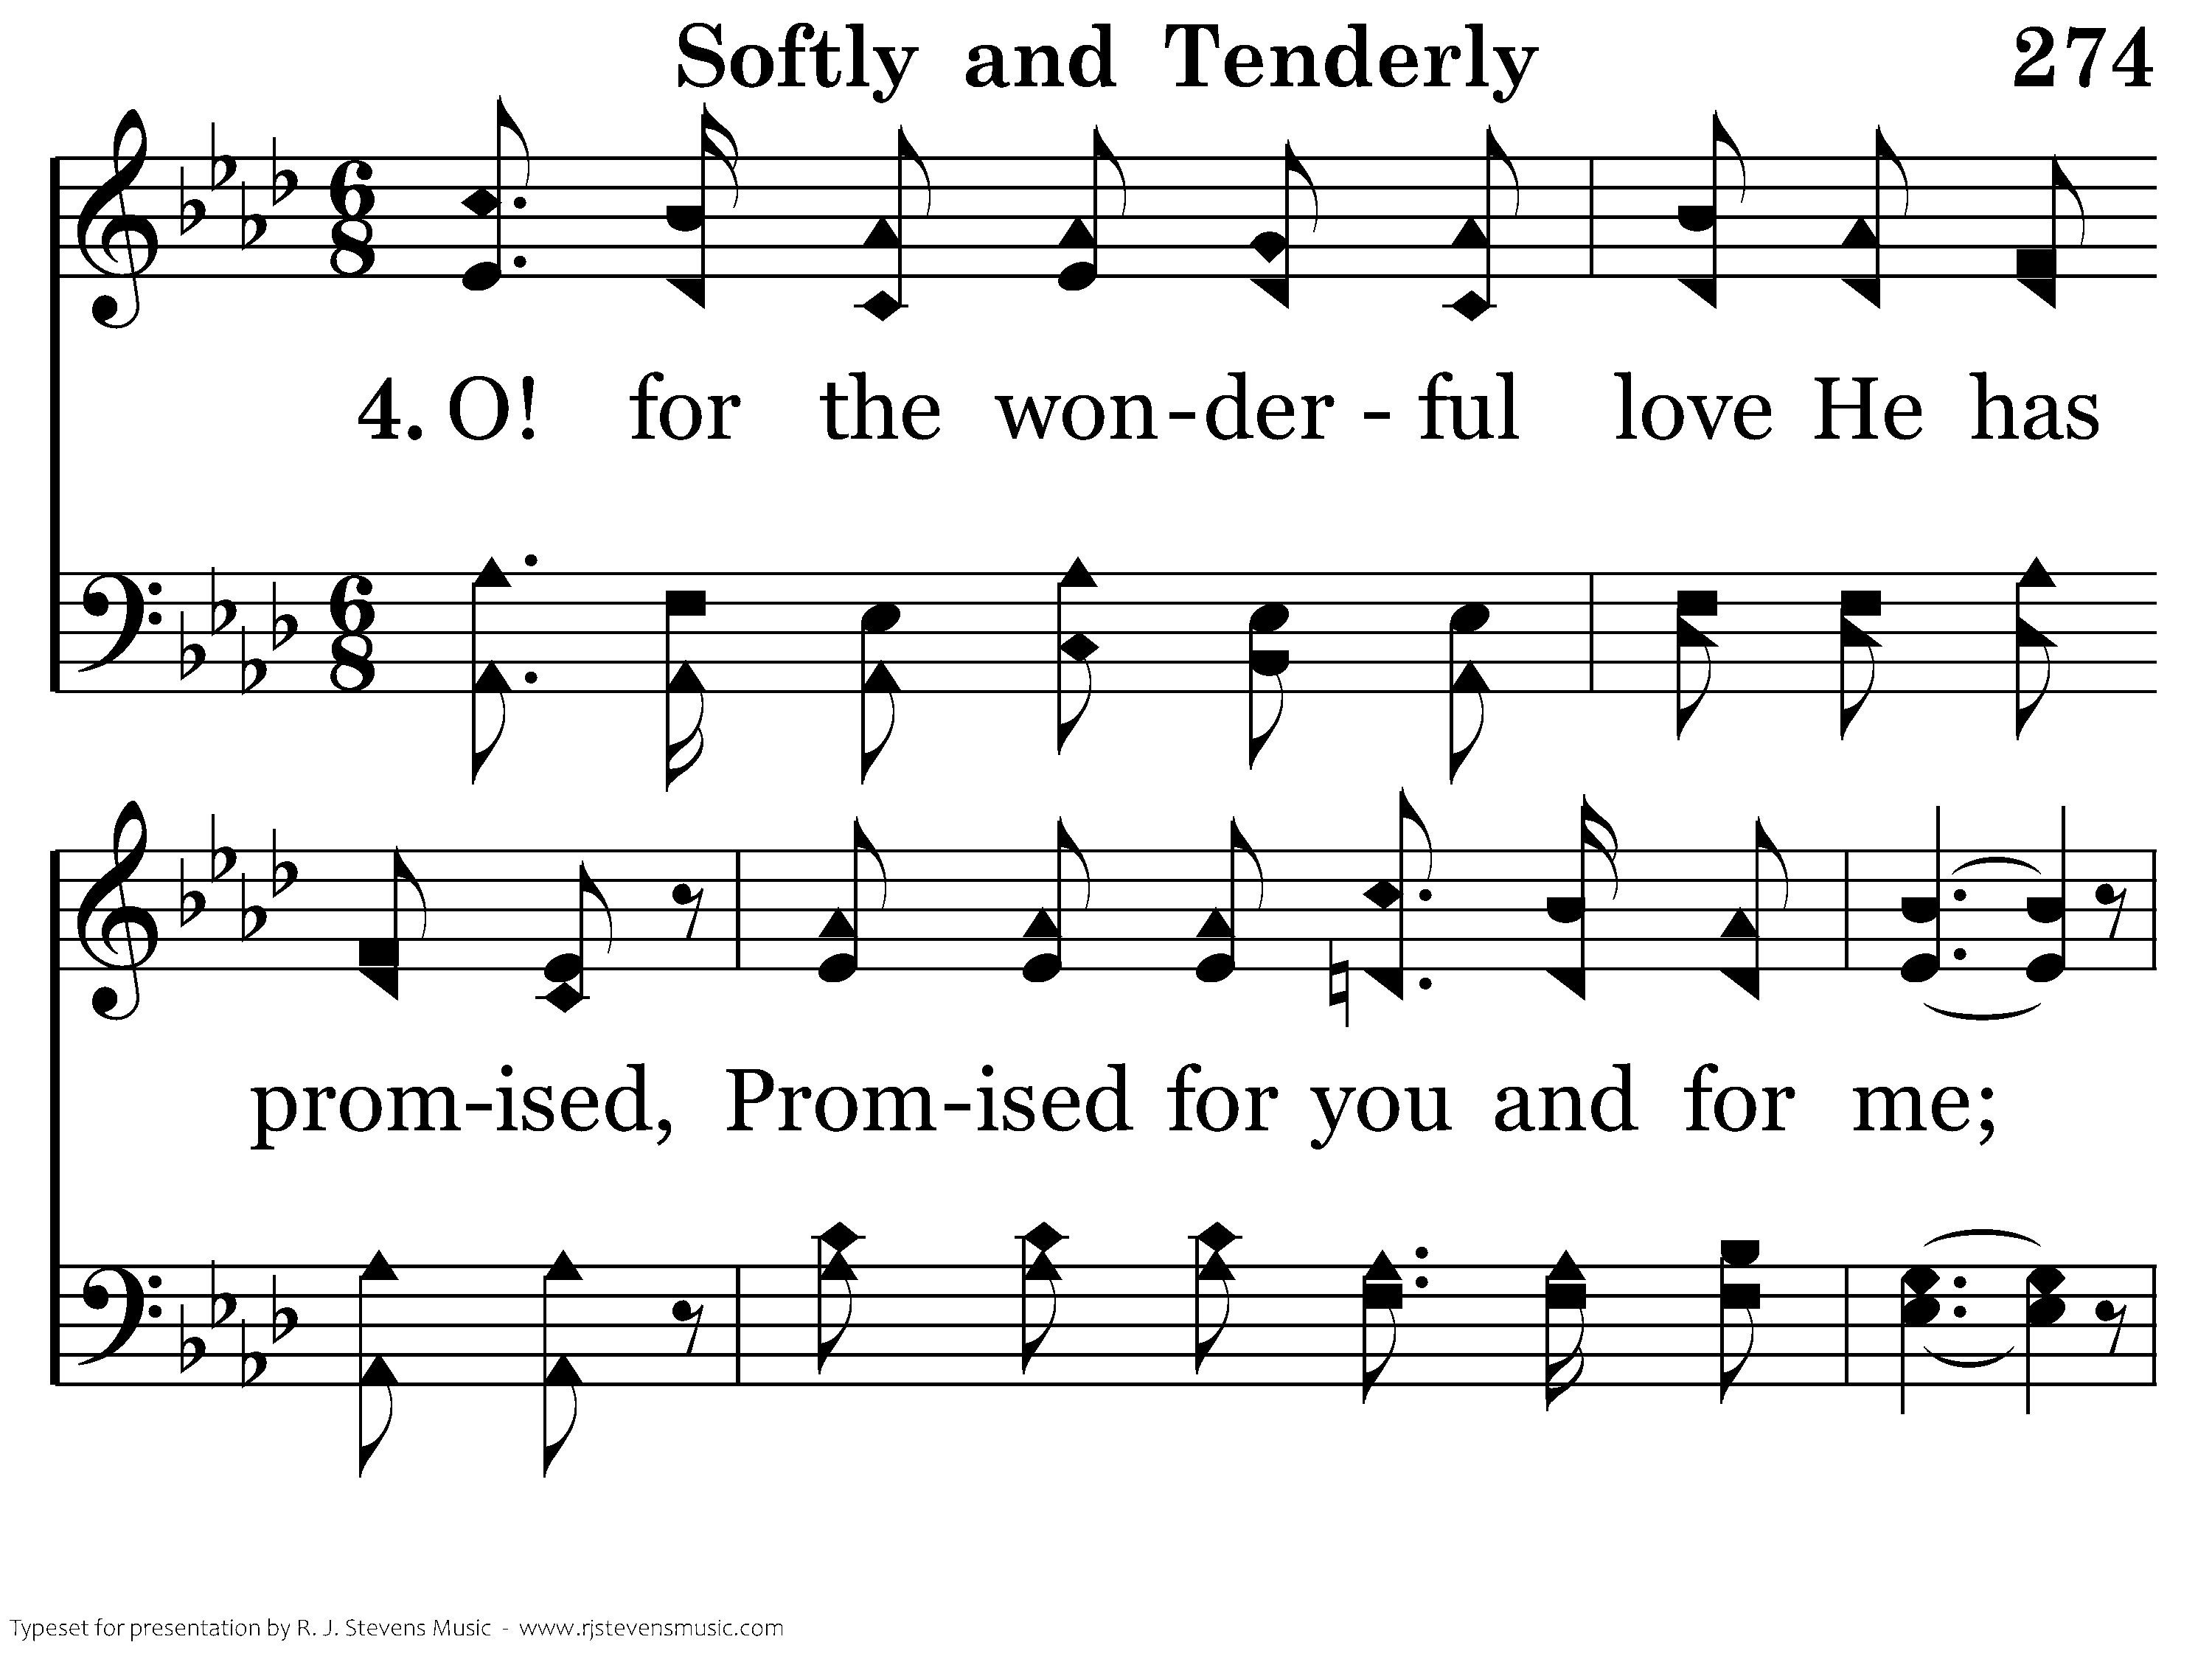 Softly and Tenderly 274
4. O! for the won-der - ful love He has
prom-ised, Prom-ised for you and for me;
Typeset for presentation by R. J. Stevens Music - www.rjstevensmusic.com